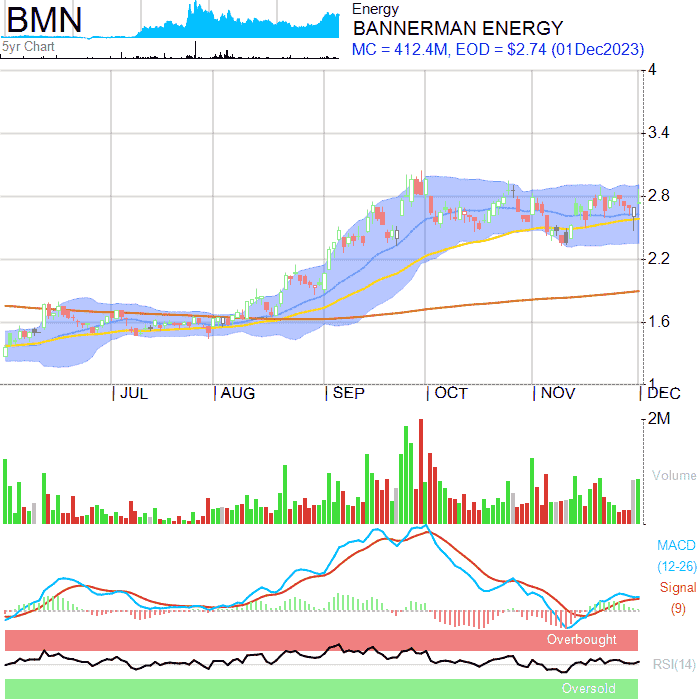 BMN
5yr Chart
Energy
BANNERMAN ENERGY
MC = 412.4M, EOD = $2.74 (01Dec2023)
4
3.4
2.8
2.2
1.6
1
JUL AUG SEP OCT NOV DEC
2M
Volume
MACD
(12-26)
Signal
(9)
Overbought
RSI(14)
Oversold